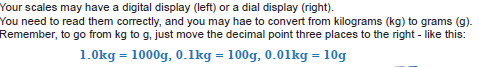 Your scales may have a digital display (left) or a dial display (right).
You need to read them correctly, and you may hae to convert from kilograms (kg) to grams (g).
Remember, to go from kg to g, just move the decimal point three places to the right - like this:
1.0kg = 1000g, 0.1kg = 100g, 0.01kg = 10g